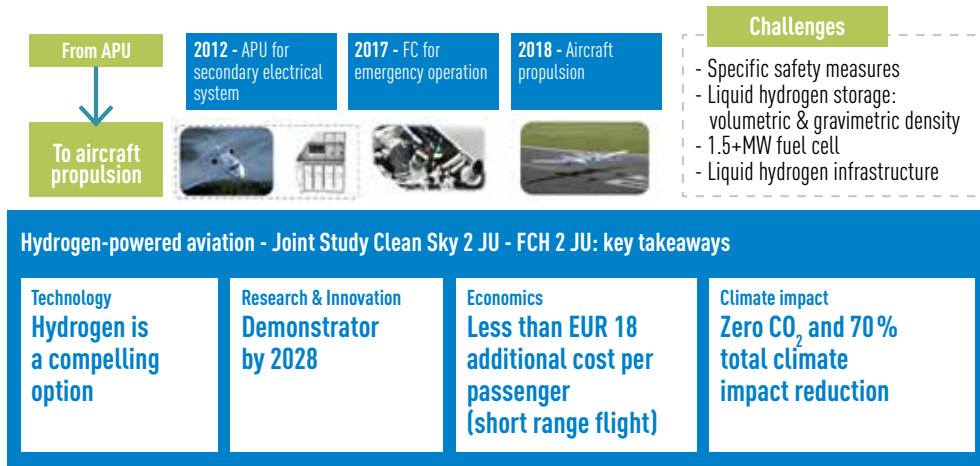 From APU
To aircraft
propulsion
2012 - APU for
secondary electrical
system
2017 - FC for
emergency operation
2018 - Aircraft
propulsion
Challenges
- Specific safety measures
- Liquid hydrogen storage:
volumetric & gravimetric density
- 1.5+MW fuel cell
- Liquid hydrogen infrastructure
Hydrogen-powered aviation - Joint Study Clean Sky 2 JU - FCH 2 JU: key takeaways
Technology
Hydrogen is
a compelling
option
Research & Innovation
Demonstrator
by 2028
Economics
Less than EUR 18
additional cost per
passenger
(short range flight)
Climate impact
Zero CO₂ and 70 %
total climate
impact reduction